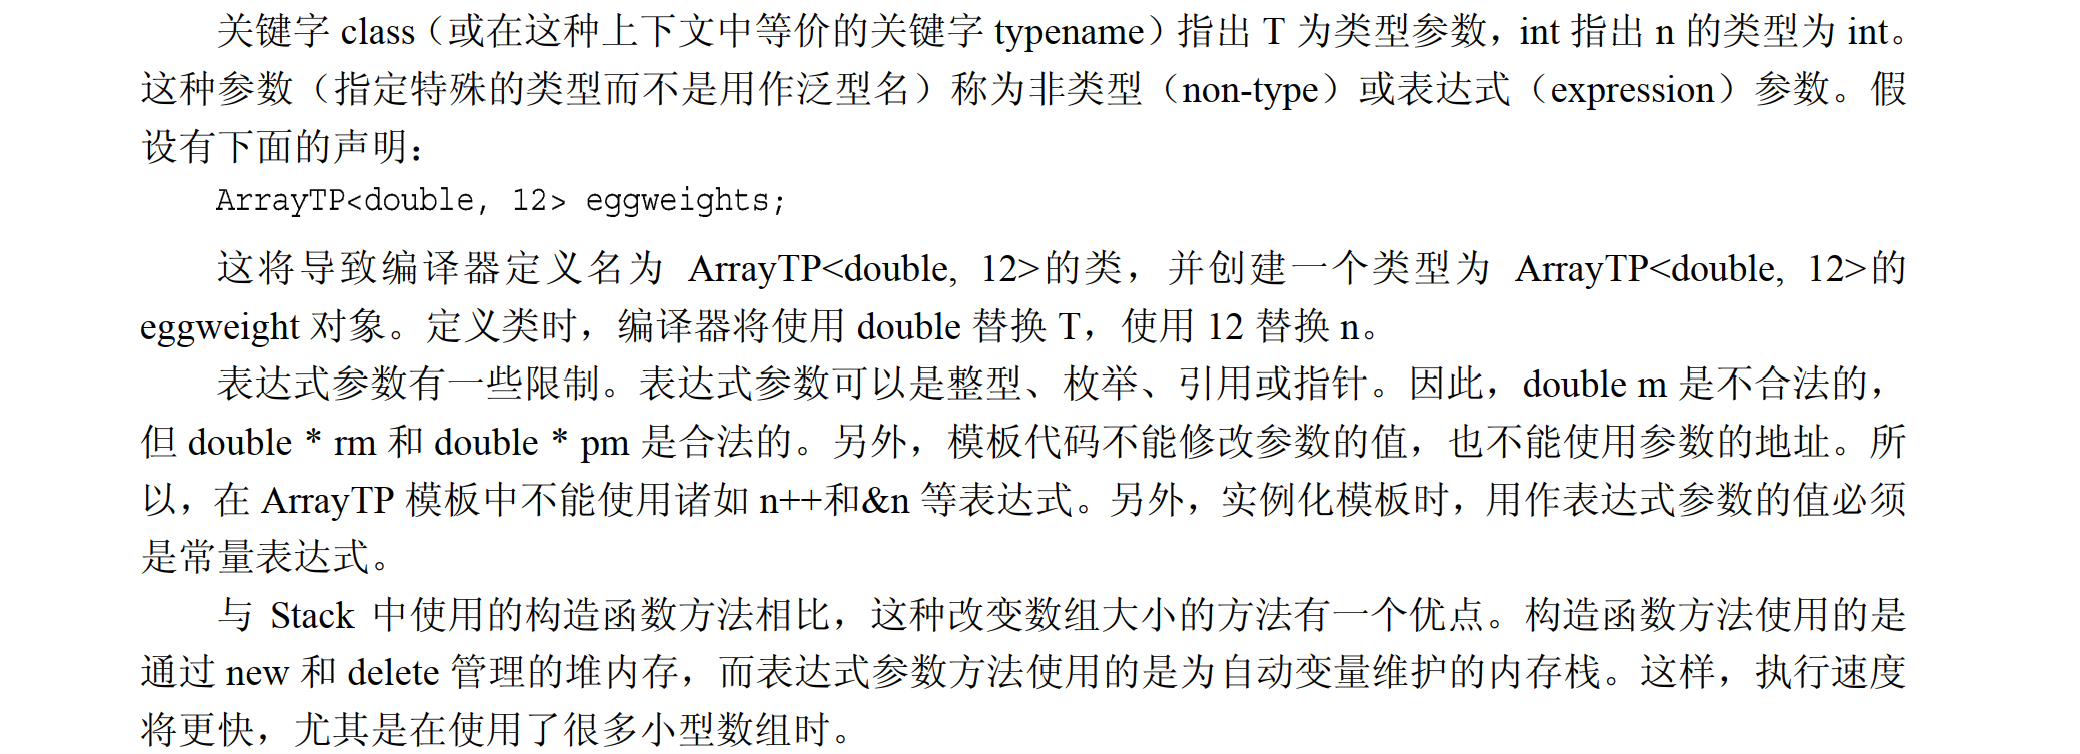 关键字 class（或在这种上下文中等价的关键字 typename）指出 T 为类型参数，int 指出 n 的类型为 int。
这种参数（指定特殊的类型而不是用作泛型名）称为非类型（non-type）或表达式（expression）参数。假
设有下面的声明：
ArrayTP<double, 12> eggweights;
这将导致编译器定义名为 ArrayTP<double, 12>的类，并创建一个类型为 ArrayTP<double, 12>的
eggweight 对象。定义类时，编译器将使用 double 替换 T，使用 12 替换 n。
表达式参数有一些限制。表达式参数可以是整型、枚举、引用或指针。因此，double m 是不合法的，
但 double * rm 和 double * pm 是合法的。另外，模板代码不能修改参数的值，也不能使用参数的地址。所
以，在 ArrayTP 模板中不能使用诸如 n++和&n 等表达式。另外，实例化模板时，用作表达式参数的值必须
是常量表达式。
与 Stack 中使用的构造函数方法相比，这种改变数组大小的方法有一个优点。构造函数方法使用的是
通过 new 和 delete 管理的堆内存，而表达式参数方法使用的是为自动变量维护的内存栈。这样，执行速度
将更快，尤其是在使用了很多小型数组时。